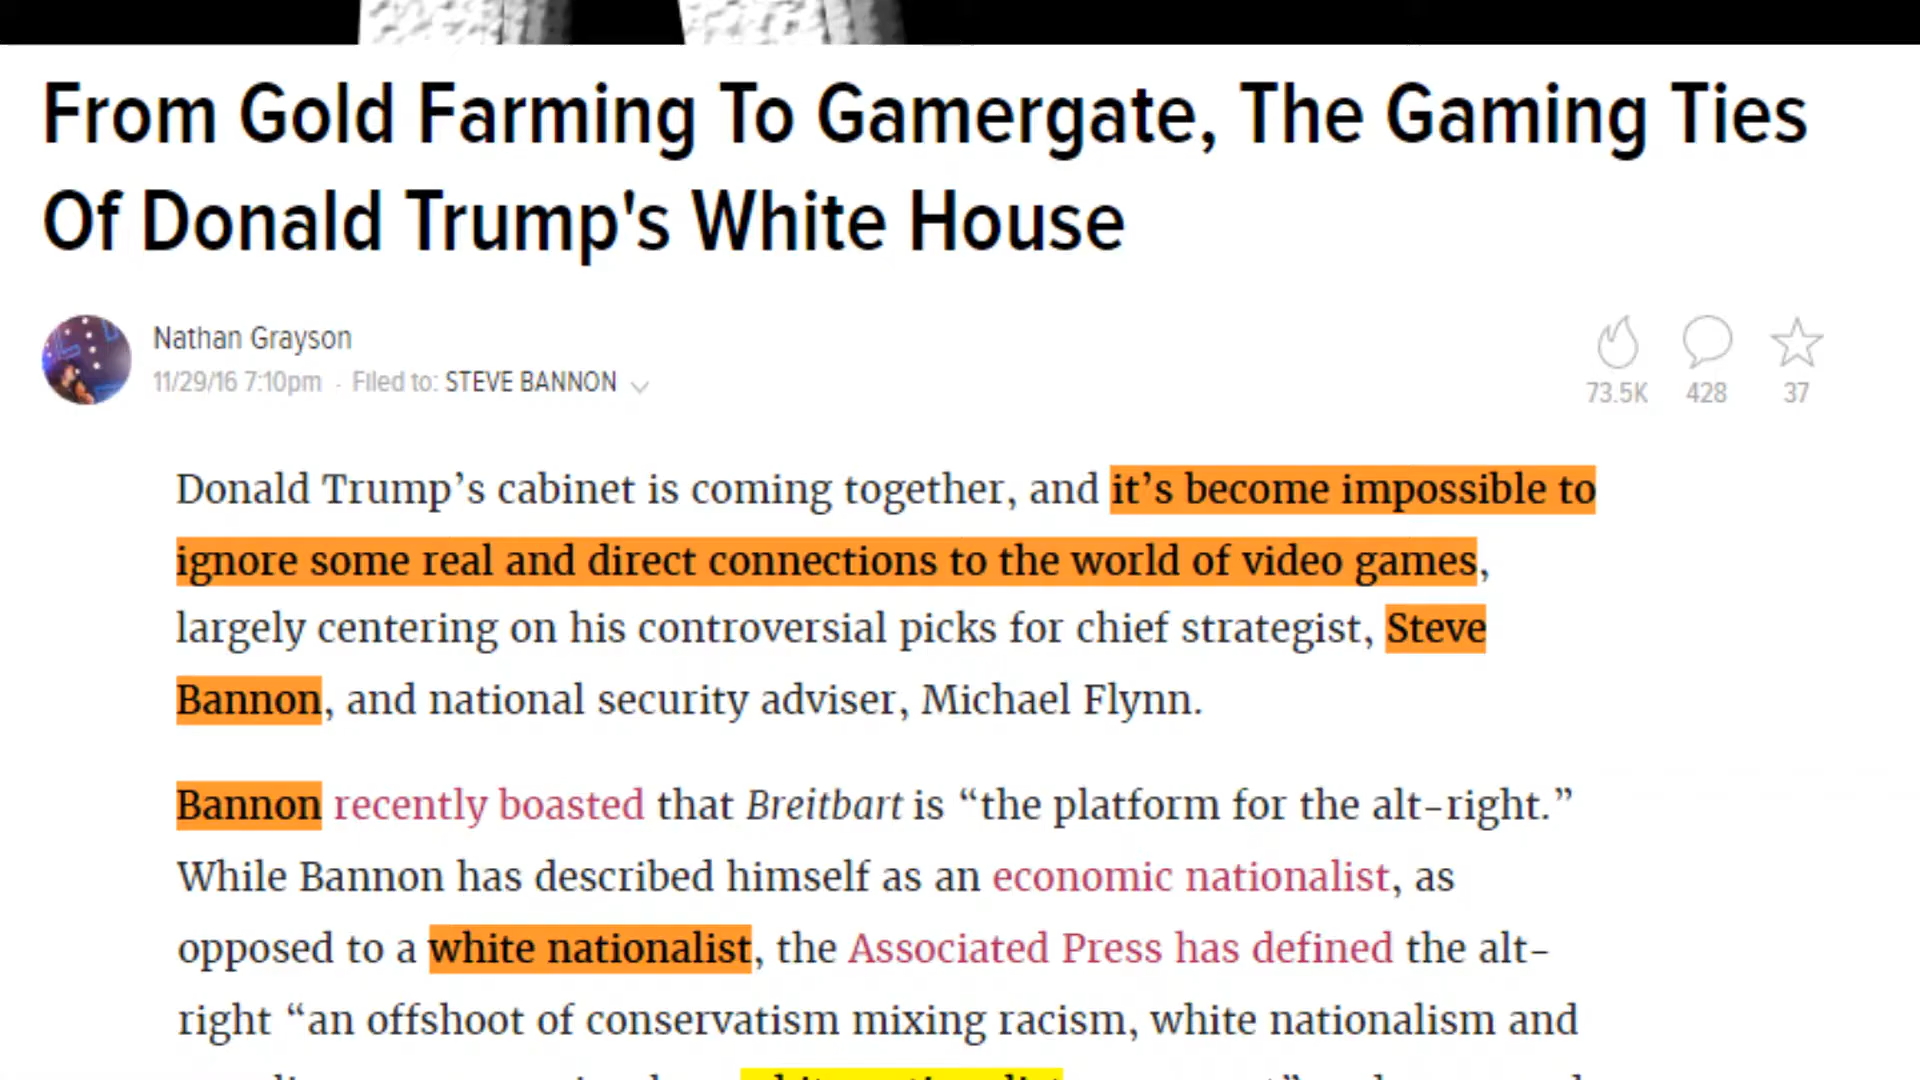 From Gold Farming To Gamergate, The Gaming Ties
Of Donald Trump's White House
Nathan Grayson
11/29/16 7:10pm · Filed to: STEVE BANNON
73.5K 428 37
Donald Trump’s cabinet is coming together, and it’s become impossible to
ignore some real and direct connections to the world of video games,
largely centering on his controversial picks for chief strategist, Steve
Bannon, and national security adviser, Michael Flynn.
Bannon recently boasted that Breitbart is “the platform for the alt-right.”
While Bannon has described himself as an economic nationalist, as
opposed to a white nationalist, the Associated Press has defined the alt-
right “an offshoot of conservatism mixing racism, white nationalism and